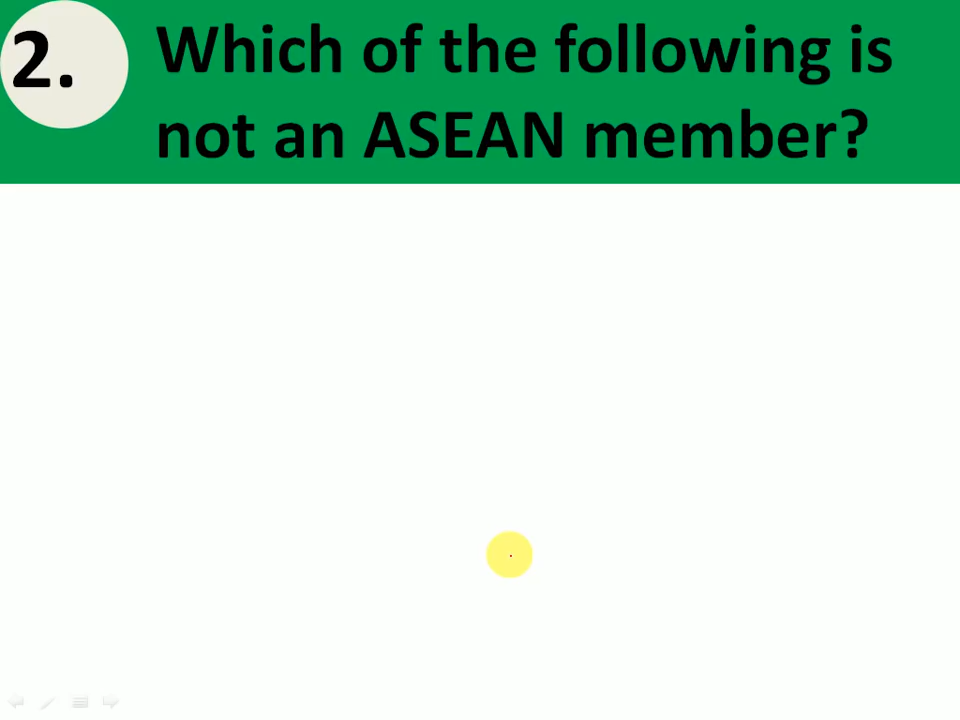 2. Which of the following is
not an ASEAN member?